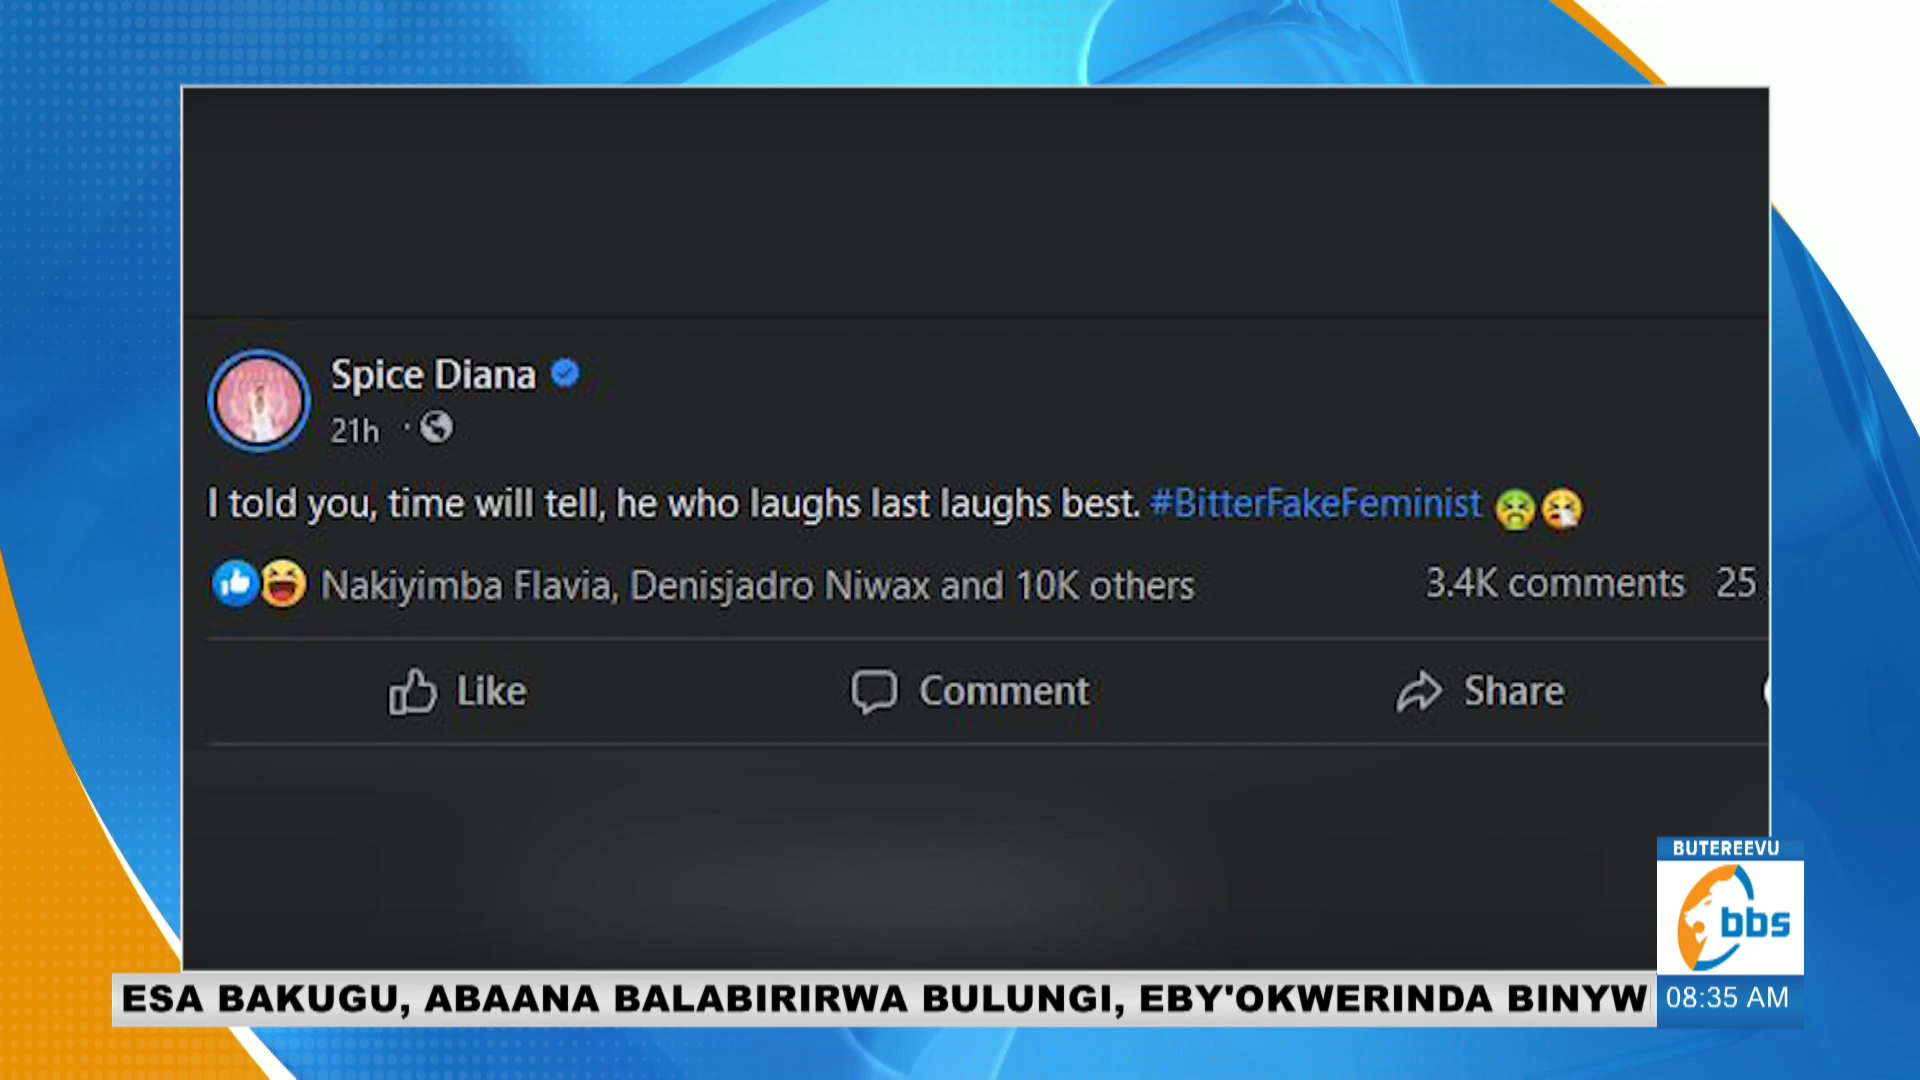 Spice Diana
21h
I told you, time will tell, he who laughs last laughs best. #BitterFakeFeminist
Nakiyimba Flavia, Denisjadro Niwax and 10K others
3.4K comments 25
Like
Comment
Share
BUTEREEVU
bbs
ESA BAKUGU, ABAANA BALABIRIRWA BULUNGI, EBY'OKWERINDA BINYW
08:35 AM